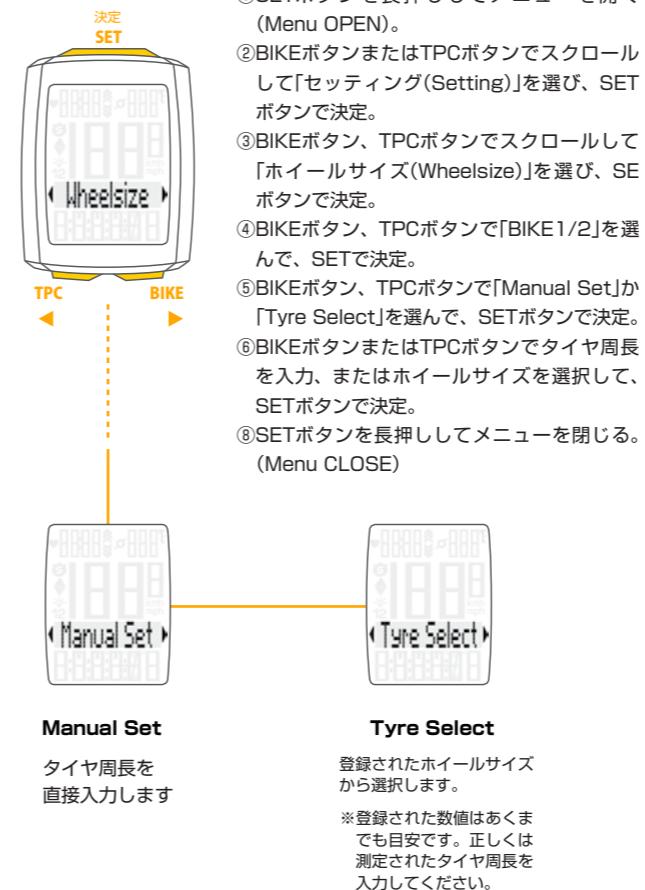 決定
SET
Wheelsize
TPC
BIKE
(Menu OPEN)。
②BIKEボタンまたはTPCボタンでスクロール
して「セッティング(Setting)」を選び、SET
ボタンで決定。
③BIKEボタン、TPCボタンでスクロールして
「ホイールサイズ(Wheelsize)」を選び、SE
ボタンで決定。
④BIKEボタン、TPCボタンで「BIKE1/2」を選
んで、SETで決定。
⑤BIKEボタン、TPCボタンで「Manual Set」か
「Tyre Select」を選んで、SETボタンで決定。
⑥BIKEボタンまたはTPCボタンでタイヤ周長
を入力、またはホイールサイズを選択して、
SETボタンで決定。
⑧SETボタンを長押ししてメニューを閉じる。
(Menu CLOSE)
Manual Set
Tyre Select
Manual Set
タイヤ周長を
直接入力します
Tyre Select
登録されたホイールサイズ
から選択します。
※登録された数値はあくま
でも目安です。正しくは
測定されたタイヤ周長を
入力してください。